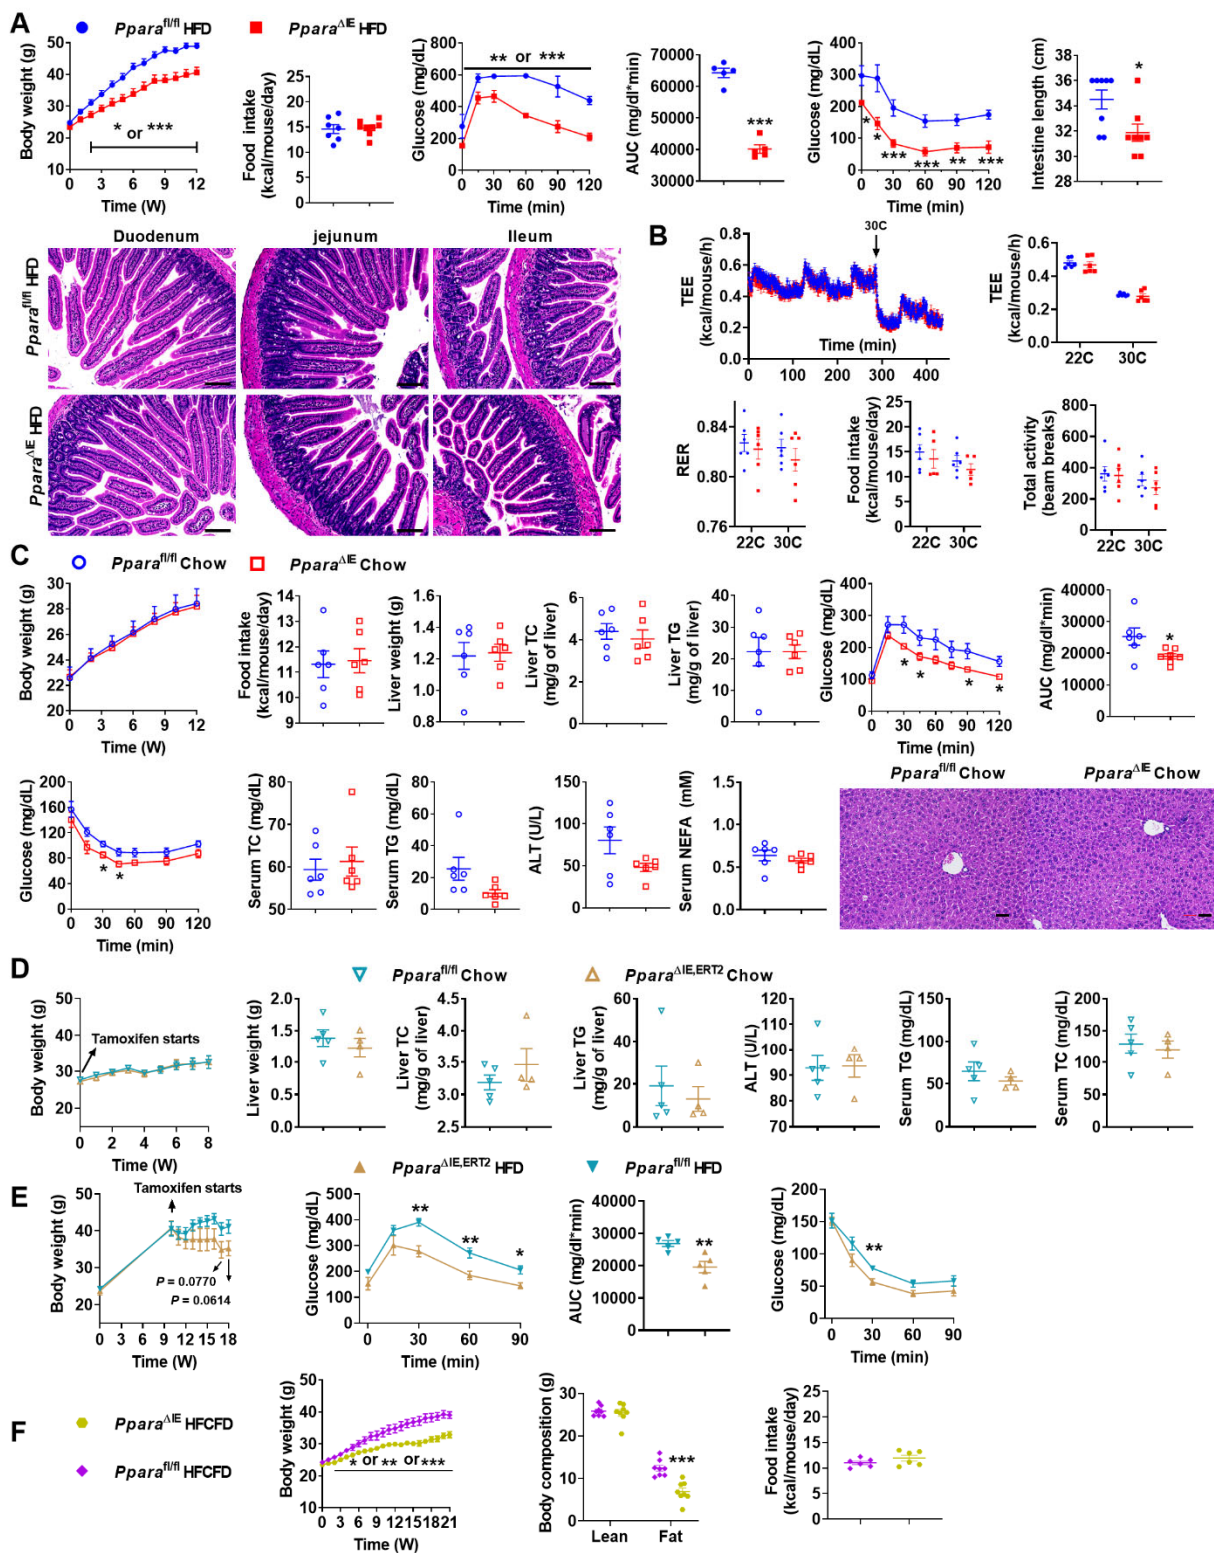 A
Ppara^fl/fl HFD
Ppara^ΔIE HFD
Body weight (g)
50
40
30
20
10
* or ***
0 3 6 9 12
Time (W)
Food intake
(kcal/mouse/day)
25
20
15
10
5
0
Glucose (mg/dL)
800
600
400
200
0
** or ***
0 30 60 90 120
Time (min)
AUC (mg/dl*min)
70000
60000
50000
40000
30000
***
Glucose (mg/dL)
400
300
200
100
0
* * *** *** ** ***
0 30 60 90 120
Time (min)
Intestine length (cm)
38
36
34
32
30
28
*
Duodenum jejunum Ileum
Ppara^fl/fl HFD
Ppara^ΔIE HFD
B
30C
TEE
(kcal/mouse/h)
0.8
0.6
0.4
0.2
0.0
Time (min)
0 100 200 300 400
TEE
(kcal/mouse/h)
0.6
0.4
0.2
0.0
22C 30C
RER
0.84
0.80
0.76
22C 30C
Food intake
(kcal/mouse/day)
25
20
15
10
5
0
22C 30C
Total activity
(beam breaks)
800
600
400
200
0
22C 30C
C
Ppara^fl/fl Chow
Ppara^ΔIE Chow
Body weight (g)
30
28
26
24
22
0 3 6 9 12
Time (W)
Food intake
(kcal/mouse/day)
14
13
12
11
10
9
Liver weight (g)
1.6
1.4
1.2
1.0
0.8
Liver TC
(mg/g of liver)
6
4
2
0
Liver TG
(mg/g of liver)
40
30
20
10
0
Glucose (mg/dL)
400
300
200
100
0
* * * *
0 30 60 90 120
Time (min)
AUC (mg/dl*min)
40000
30000
20000
10000
0
*
Glucose (mg/dL)
200
160
120
80
40
0
* *
0 30 60 90 120
Time (min)
Serum TC (mg/dL)
80
70
60
50
Serum TG (mg/dL)
80
60
40
20
0
ALT (U/L)
150
100
50
0
Serum NEFA (mM)
1.5
1.0
0.5
0.0
Ppara^fl/fl Chow Ppara^ΔIE Chow
D
Ppara^fl/fl Chow
Ppara^ΔIE,ERT2 Chow
Body weight (g)
50
40
30
20
Tamoxifen starts
0 2 4 6 8
Time (W)
Liver weight (g)
2.0
1.5
1.0
0.5
0.0
Liver TC
(mg/g of liver)
4.5
4.0
3.5
3.0
2.5
Liver TG
(mg/g of liver)
60
40
20
0
ALT (U/L)
120
110
100
90
80
70
Serum TG (mg/dL)
150
100
50
0
Serum TC (mg/dL)
200
150
100
50
0
E
Ppara^ΔIE,ERT2 HFD
Ppara^fl/fl HFD
Tamoxifen starts
Body weight (g)
50
40
30
20
P = 0.0770
P = 0.0614
0 3 6 9 12 15 18
Time (W)
Glucose (mg/dL)
500
400
300
200
100
0
** ** *
0 30 60 90
Time (min)
AUC (mg/dl*min)
40000
30000
20000
10000
0
**
Glucose (mg/dL)
200
150
100
50
0
**
0 30 60 90
Time (min)
F
Ppara^ΔIE HFCFD
Ppara^fl/fl HFCFD
Body weight (g)
50
40
30
20
10
* or ** or ***
0 3 6 9 12 15 18 21
Time (W)
Body composition (g)
30
20
10
0
***
Lean Fat
Food intake
(kcal/mouse/day)
25
20
15
10
5
0